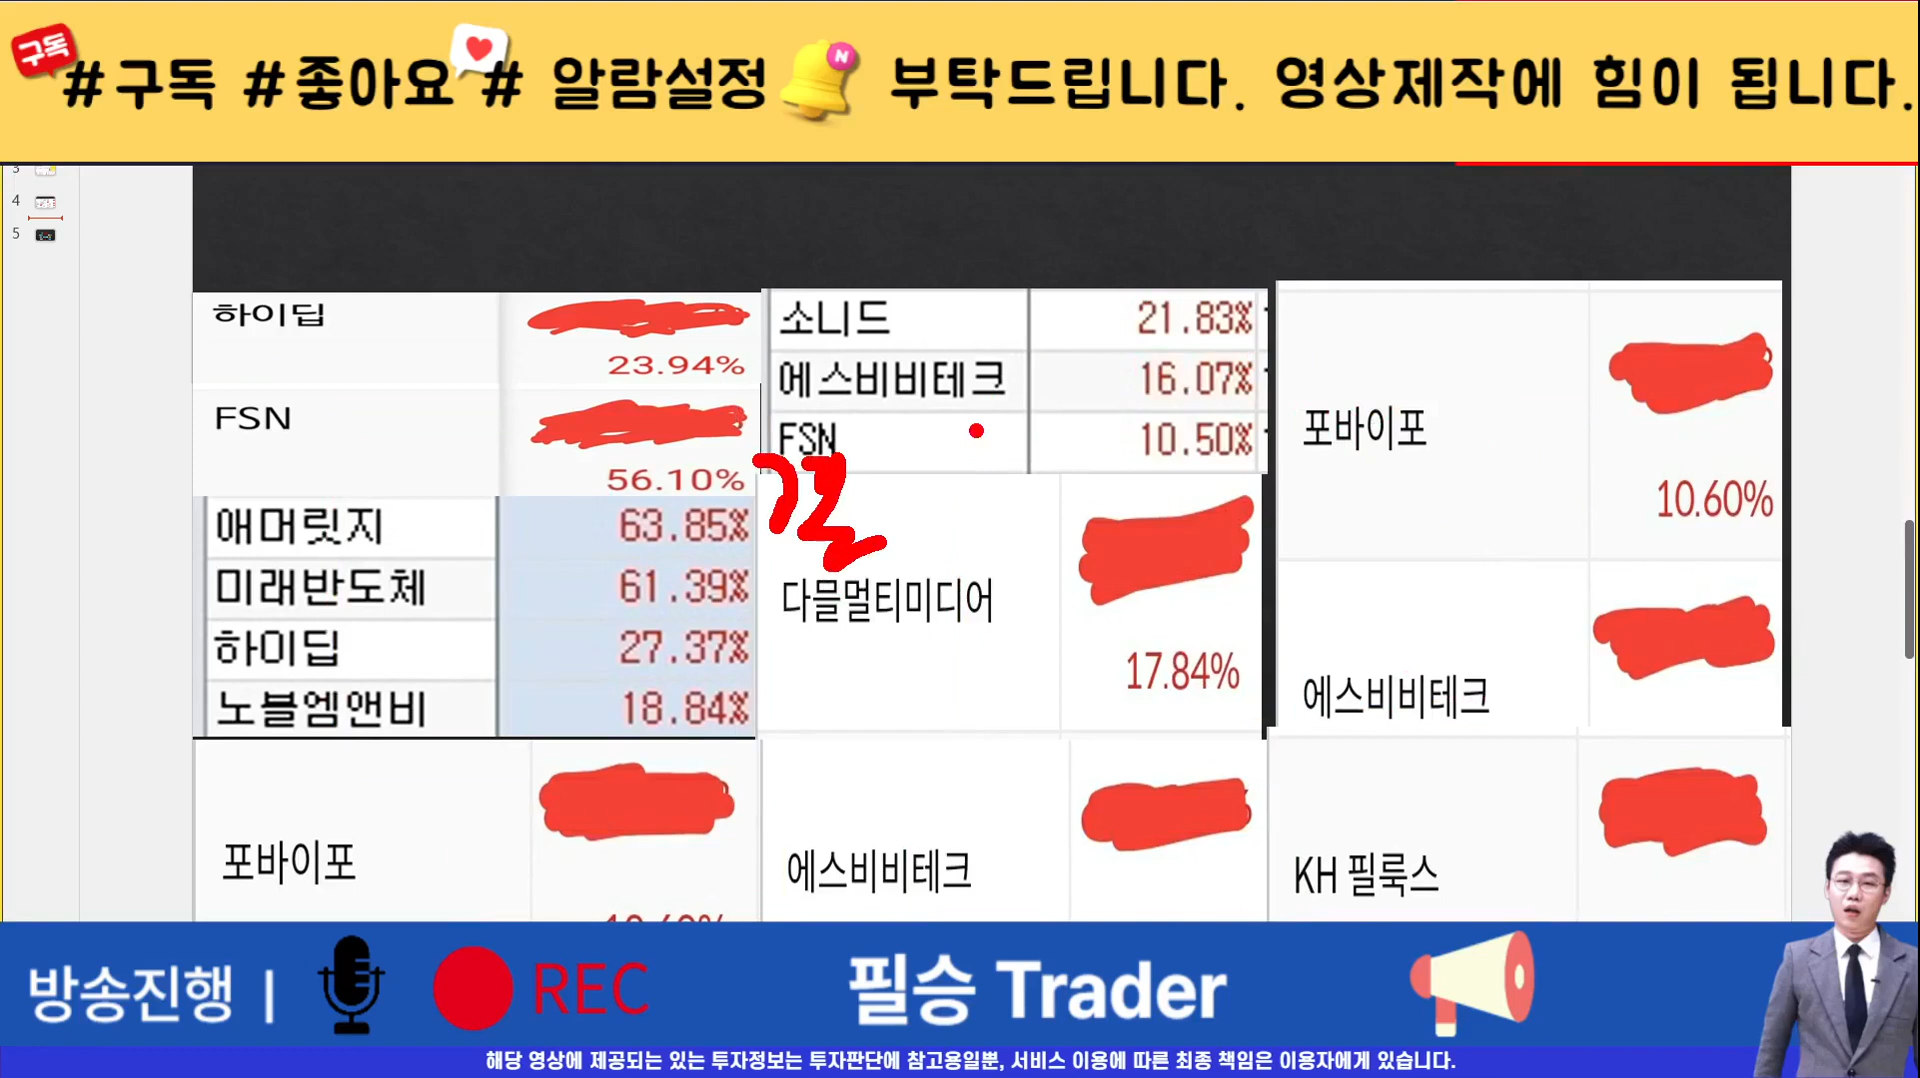 구독
#구독 #좋아요 # 알람설정 N 부탁드립니다. 영상제작에 힘이 됩니다.
3
4
5
하이딥
23.94%
FSN
56.10%
애머릿지 63.85%
미래반도체 61.39%
하이딥 27.37%
노블엠앤비 18.84%
소니드 21.83%
에스비비테크 16.07%
FSN 10.50%
다믈멀티미디어
17.84%
포바이포
10.60%
에스비비테크
포바이포
에스비비테크
KH 필룩스
방송진행 | REC 필승 Trader
해당 영상에 제공되는 있는 투자정보는 투자판단에 참고용일뿐, 서비스 이용에 따른 최종 책임은 이용자에게 있습니다.